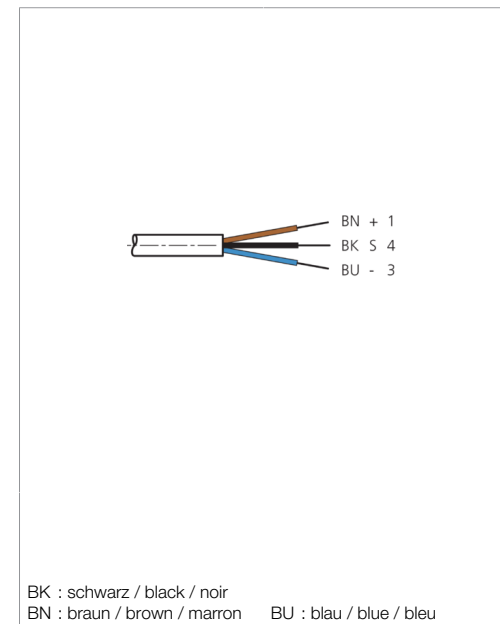 BN + 1
BK S 4
BU - 3
BK : schwarz / black / noir
BN : braun / brown / marron BU : blau / blue / bleu